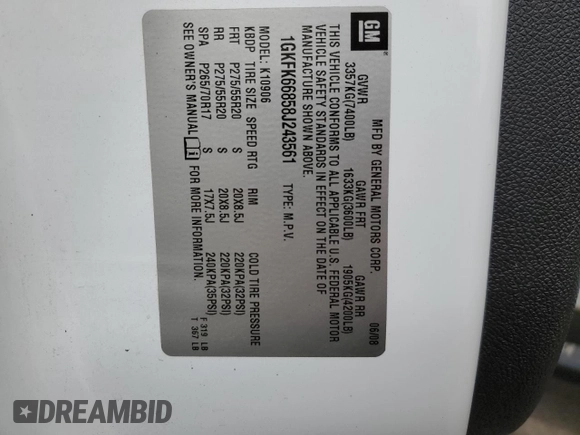 GM
MFD BY GENERAL MOTORS CORP. 06/08
GVWR GAWR FRT GAWR RR
3357KG(7400LB) 1633KG(3600LB) 1905KG(4200LB)
THIS VEHICLE CONFORMS TO ALL APPLICABLE U.S. FEDERAL MOTOR
VEHICLE SAFETY STANDARDS IN EFFECT ON THE DATE OF
MANUFACTURE SHOWN ABOVE.
1GKFK66858J243561 TYPE: M.P.V.
MODEL: K10906
KBDP TIRE SIZE SPEED RTG RIM COLD TIRE PRESSURE
FRT P275/55R20 S 20X8.5J 220KPA(32PSI)
RR P275/55R20 S 20X8.5J 220KPA(32PSI)
SPA P265/70R17 S 17X7.5J 240KPA(35PSI)
SEE OWNER'S MANUAL FOR MORE INFORMATION.
F 319 LB
T 367 LB
DREAMBID